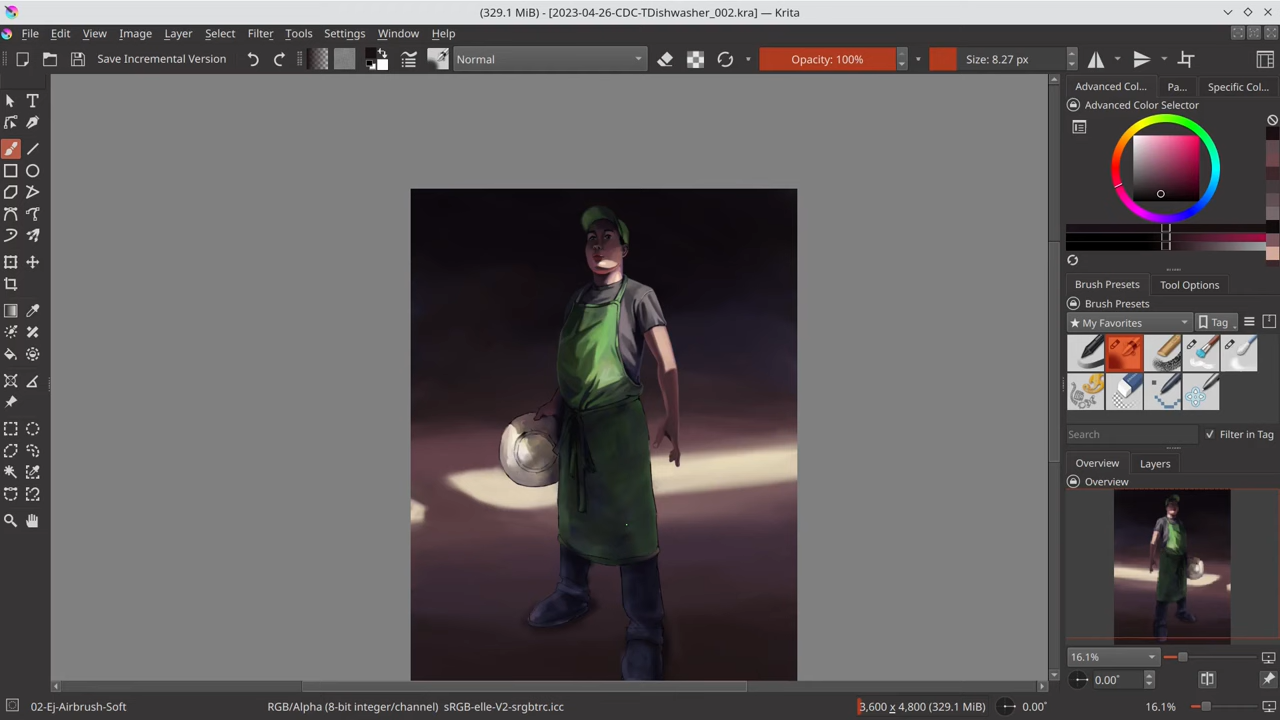 (329.1 MiB) - [2023-04-26-CDC-TDishwasher_002.kra] — Krita
File Edit View Image Layer Select Filter Tools Settings Window Help
Save Incremental Version Normal Opacity: 100% Size: 8.27 px
Advanced Col... Pa... Specific Col...
Advanced Color Selector
Brush Presets Tool Options
Brush Presets
★ My Favorites Tag
Search Filter in Tag
Overview Layers
Overview
16.1%
0.00°
02-Ej-Airbrush-Soft RGB/Alpha (8-bit integer/channel) sRGB-elle-V2-srgbtrc.icc 3,600 x 4,800 (329.1 MiB) 0.00° 16.1%